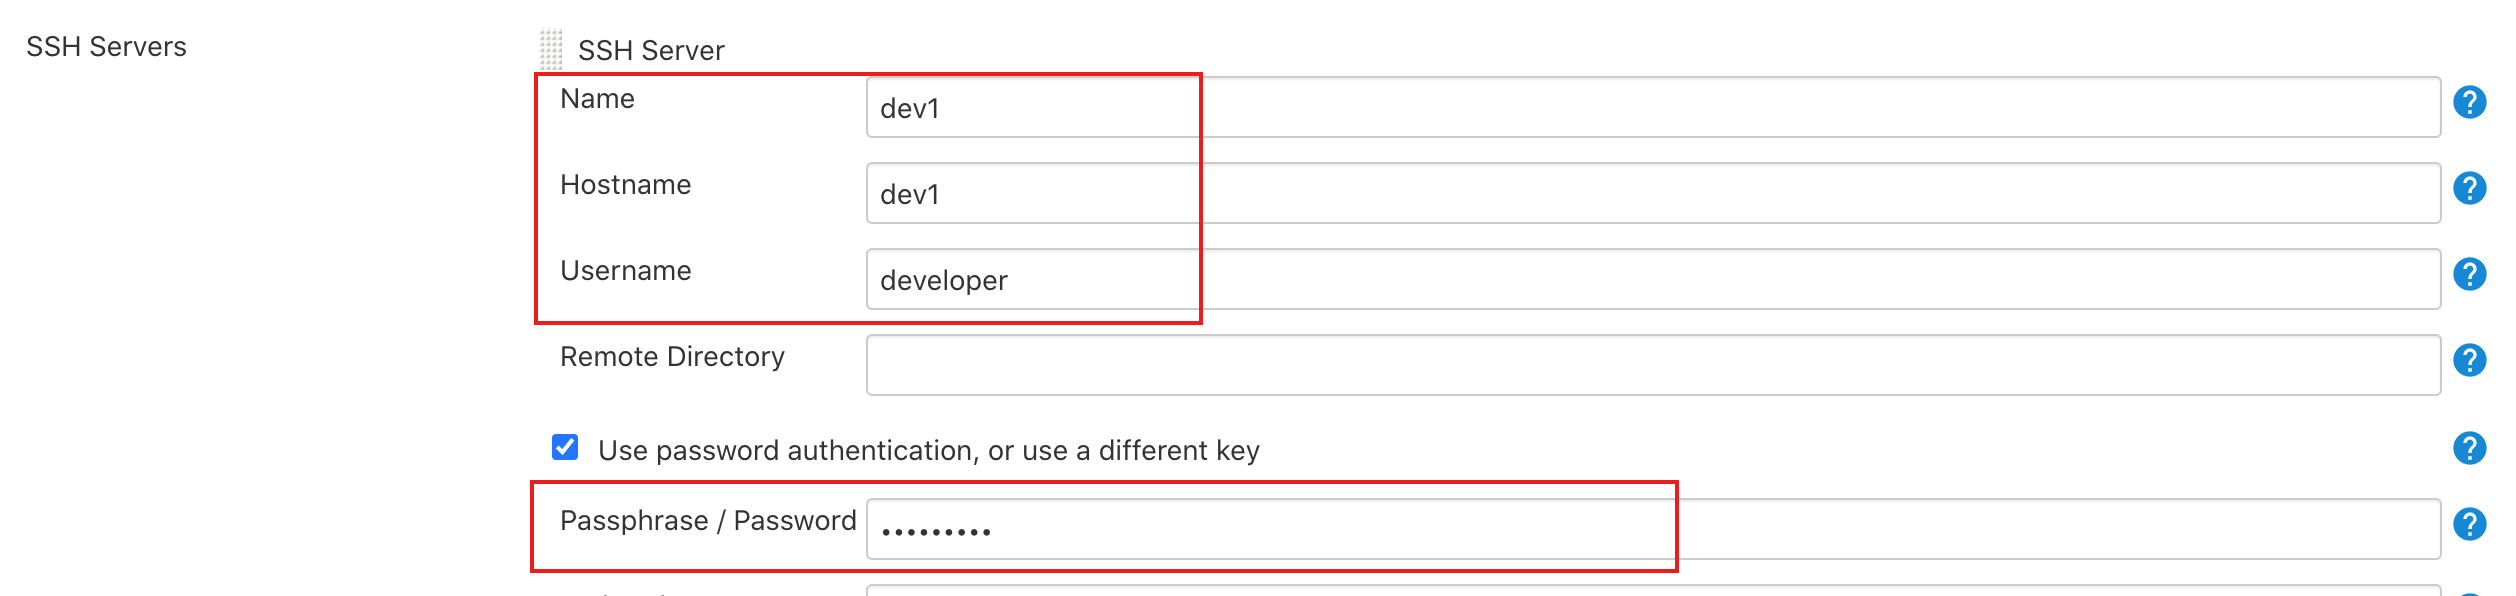 SSH Servers
SSH Server
Name
dev1
Hostname
dev1
Username
developer
Remote Directory
Use password authentication, or use a different key
Passphrase / Password
•••••••••